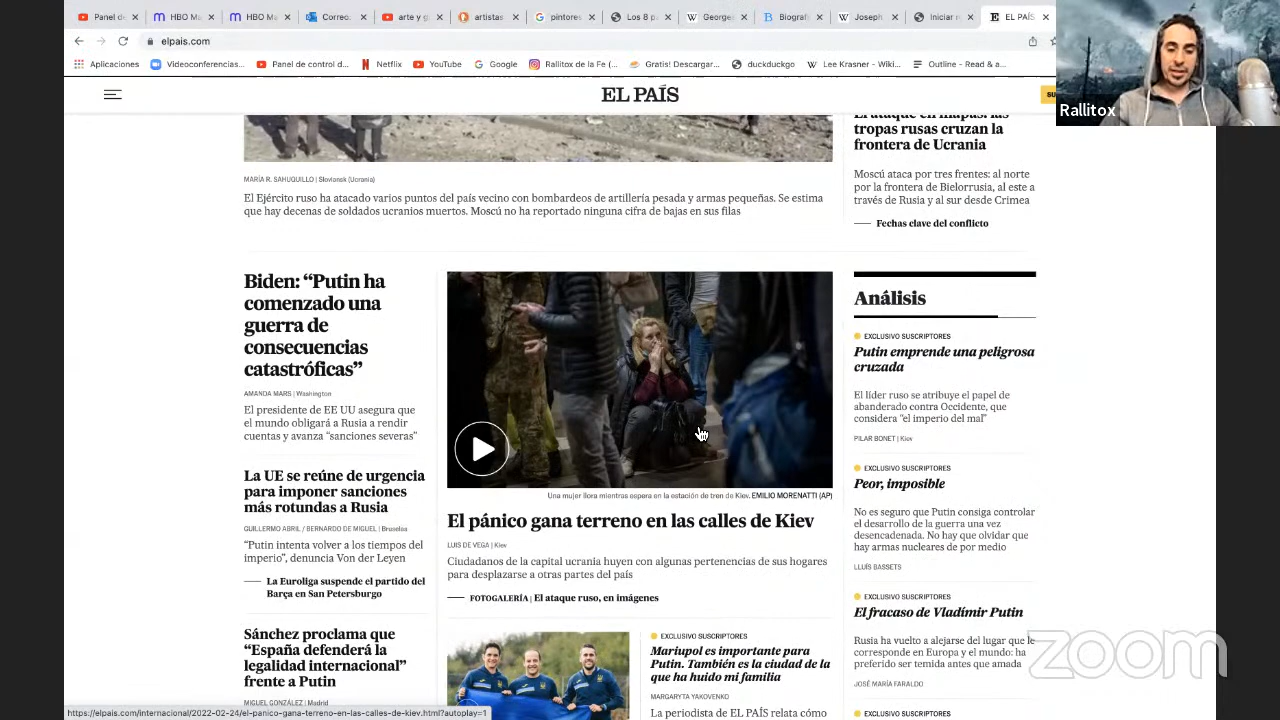 HBO M
HBO Ma
Correo.
arte y g
artistas
pintores
Los 8 p
Georges
Biografi
Joseph
Iniciar
EL PAÍS
elpais.com
Aplicaciones
Videoconferencias...
Panel de control d...
Netflix
YouTube
Google
Rallitox de la Fe (...
Gratis! Descargar...
duckduckgo
Lee Krasner - Wiki...
Outline - Read & a...
Rallitox
EL PAÍS
SU
El ataque en mapas: las
tropas rusas cruzan la
frontera de Ucrania
Moscú ataca por tres frentes: al norte
por la frontera de Bielorrusia, al este a
través de Rusia y al sur desde Crimea
Fechas clave del conflicto
MARÍA R. SAHUQUILLO | Sloviansk (Ucrania)
El Ejército ruso ha atacado varios puntos del país vecino con bombardeos de artillería pesada y armas pequeñas. Se estima
que hay decenas de soldados ucranios muertos. Moscú no ha reportado ninguna cifra de bajas en sus filas
Biden: “Putin ha
comenzado una
guerra de
consecuencias
catastróficas”
AMANDA MARS | Washington
El presidente de EE UU asegura que
el mundo obligará a Rusia a rendir
cuentas y avanza “sanciones severas”
La UE se reúne de urgencia
para imponer sanciones
más rotundas a Rusia
GUILLERMO ABRIL / BERNARDO DE MIGUEL | Bruselas
“Putin intenta volver a los tiempos del
imperio”, denuncia Von der Leyen
La Euroliga suspende el partido del
Barça en San Petersburgo
Sánchez proclama que
“España defenderá la
legalidad internacional”
frente a Putin
MIGUEL GONZÁLEZ | Madrid
Una mujer llora mientras espera en la estación de tren de Kiev. EMILIO MORENATTI (AP)
El pánico gana terreno en las calles de Kiev
LUIS DE VEGA | Kiev
Ciudadanos de la capital ucrania huyen con algunas pertenencias de sus hogares
para desplazarse a otras partes del país
FOTOGALERÍA | El ataque ruso, en imágenes
EXCLUSIVO SUSCRIPTORES
Mariupol es importante para
Putin. También es la ciudad de la
que ha huido mi familia
MARGARYTA YAKOVENKO
La periodista de EL PAÍS relata cómo
Análisis
EXCLUSIVO SUSCRIPTORES
Putin emprende una peligrosa
cruzada
El líder ruso se atribuye el papel de
abanderado contra Occidente, que
considera “el imperio del mal”
PILAR BONET | Kiev
EXCLUSIVO SUSCRIPTORES
Peor, imposible
No es seguro que Putin consiga controlar
el desarrollo de la guerra una vez
desencadenada. No hay que olvidar que
hay armas nucleares de por medio
LLUÍS BASSETS
EXCLUSIVO SUSCRIPTORES
El fracaso de Vladímir Putin
Rusia ha vuelto a alejarse del lugar que le
corresponde en Europa y el mundo: ha
preferido ser temida antes que amada
JOSÉ MARÍA FARALDO
EXCLUSIVO SUSCRIPTORES
zoom
https://elpais.com/internacional/2022-02-24/el-panico-gana-terreno-en-las-calles-de-kiev.html?autoplay=1